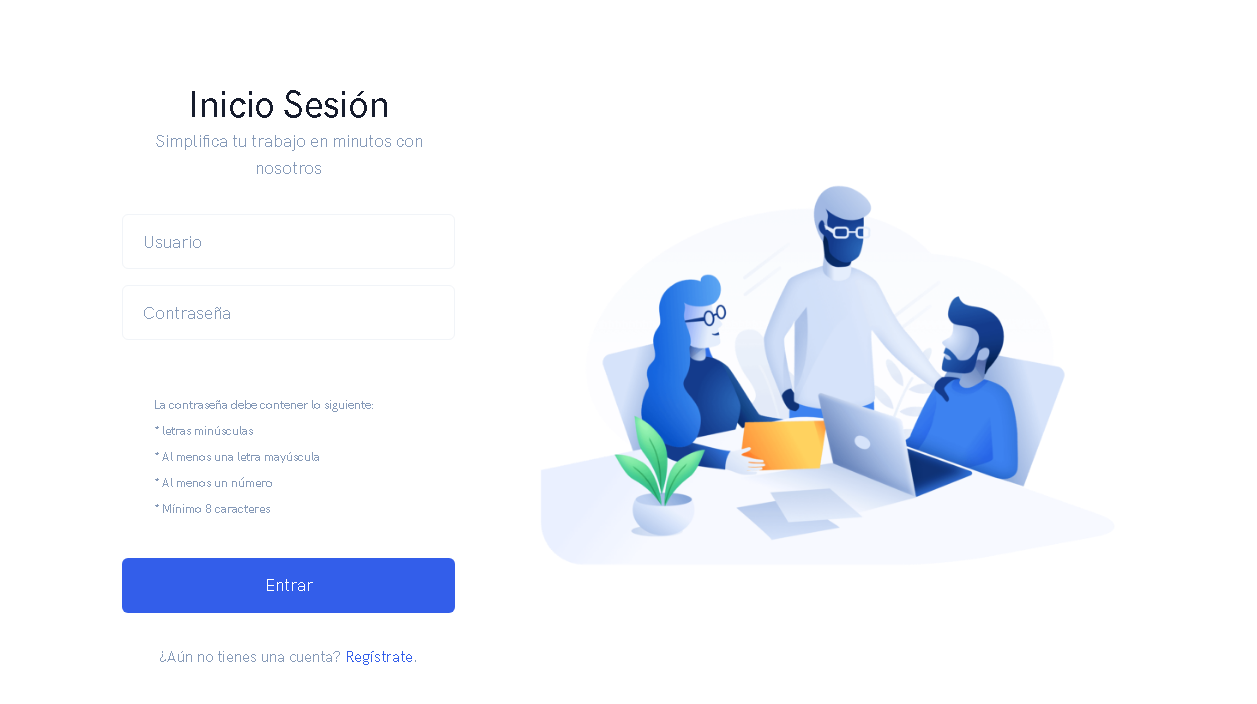 Inicio Sesión
Simplifica tu trabajo en minutos con
nosotros
Usuario
Contraseña
La contraseña debe contener lo siguiente:
* letras minúsculas
* Al menos una letra mayúscula
* Al menos un número
* Mínimo 8 caracteres
Entrar
¿Aún no tienes una cuenta? Regístrate.